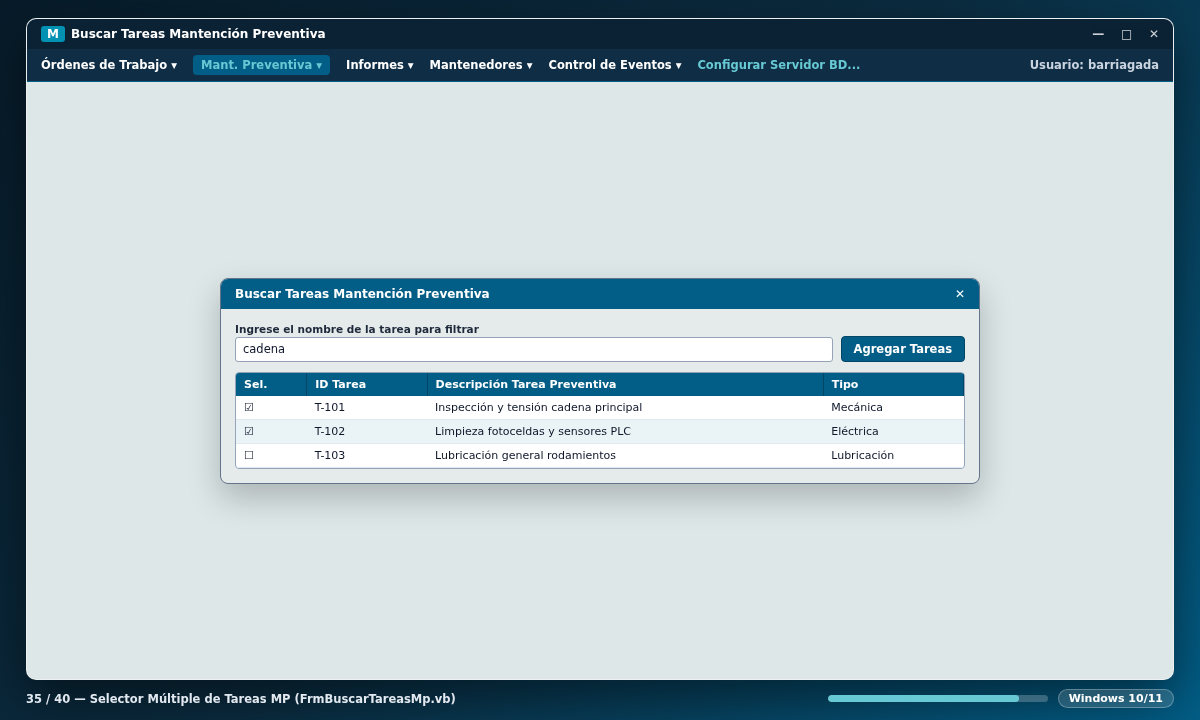 M Buscar Tareas Mantención Preventiva — □ ✕
Órdenes de Trabajo ▾ Mant. Preventiva ▾ Informes ▾ Mantenedores ▾ Control de Eventos ▾ Configurar Servidor BD... Usuario: barriagada
Buscar Tareas Mantención Preventiva ✕
Ingrese el nombre de la tarea para filtrar
cadena Agregar Tareas
Sel. ID Tarea Descripción Tarea Preventiva Tipo
☑ T-101 Inspección y tensión cadena principal Mecánica
☑ T-102 Limpieza fotoceldas y sensores PLC Eléctrica
☐ T-103 Lubricación general rodamientos Lubricación
35 / 40 — Selector Múltiple de Tareas MP (FrmBuscarTareasMp.vb) Windows 10/11